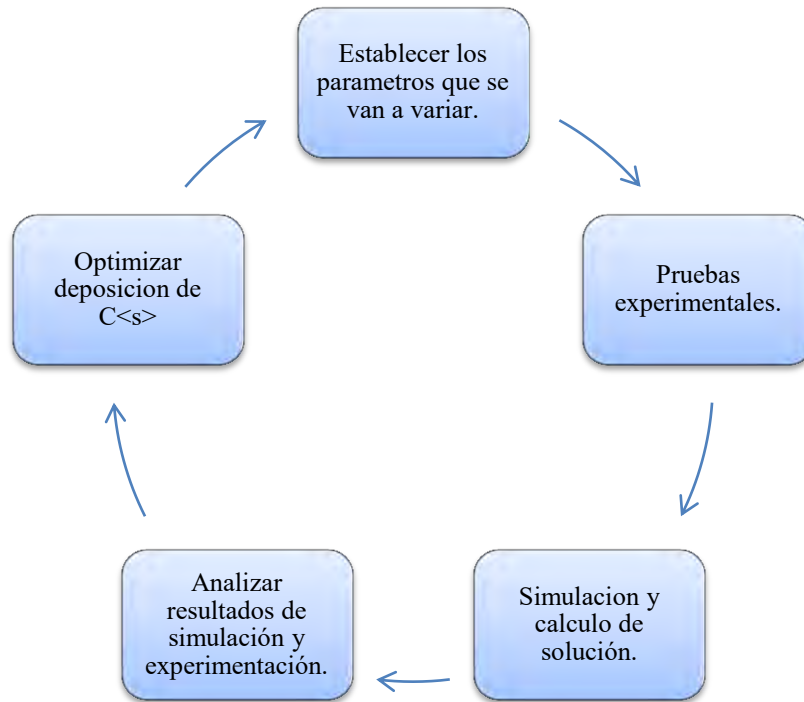 Establecer los
parametros que se
van a variar.
Pruebas
experimentales.
Simulacion y
calculo de
solución.
Analizar
resultados de
simulación y
experimentación.
Optimizar
deposicion de
C<s>